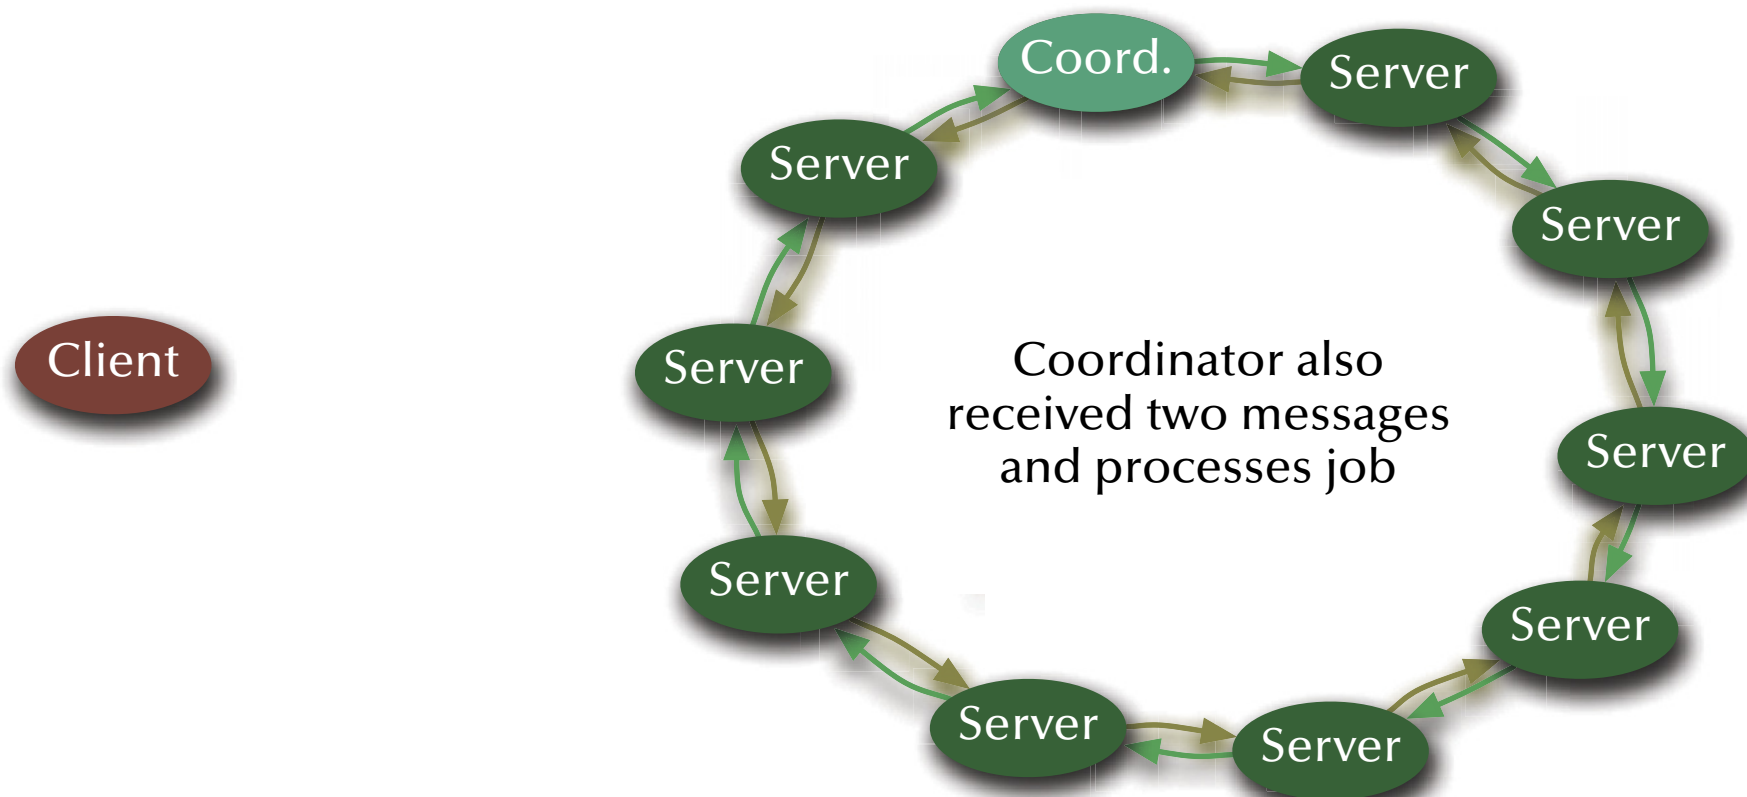 Coord.
Server
Server
Server
Client
Server
Coordinator also
received two messages
and processes job
Server
Server
Server
Server
Server